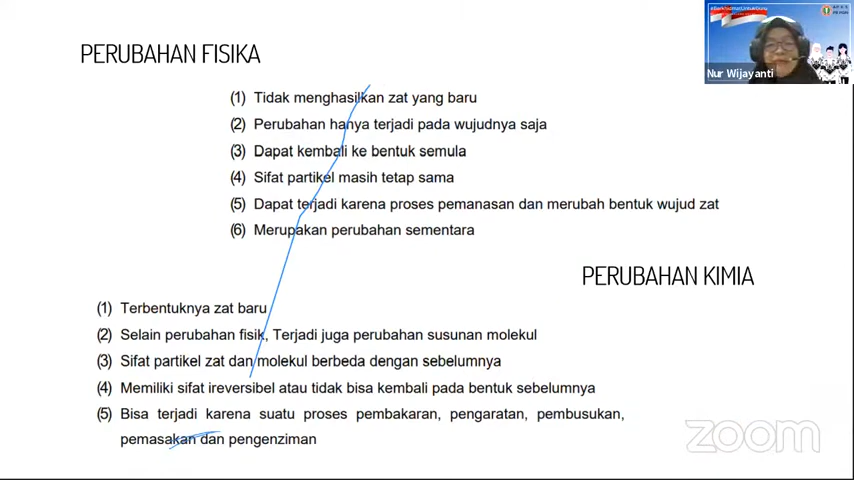 PERUBAHAN FISIKA
(1) Tidak menghasilkan zat yang baru
(2) Perubahan hanya terjadi pada wujudnya saja
(3) Dapat kembali ke bentuk semula
(4) Sifat partikel masih tetap sama
(5) Dapat terjadi karena proses pemanasan dan merubah bentuk wujud zat
(6) Merupakan perubahan sementara
PERUBAHAN KIMIA
(1) Terbentuknya zat baru
(2) Selain perubahan fisik, Terjadi juga perubahan susunan molekul
(3) Sifat partikel zat dan molekul berbeda dengan sebelumnya
(4) Memiliki sifat ireversibel atau tidak bisa kembali pada bentuk sebelumnya
(5) Bisa terjadi karena suatu proses pembakaran, pengaratan, pembusukan,
pemasakan dan pengenziman
Nur Wijayanti
zoom